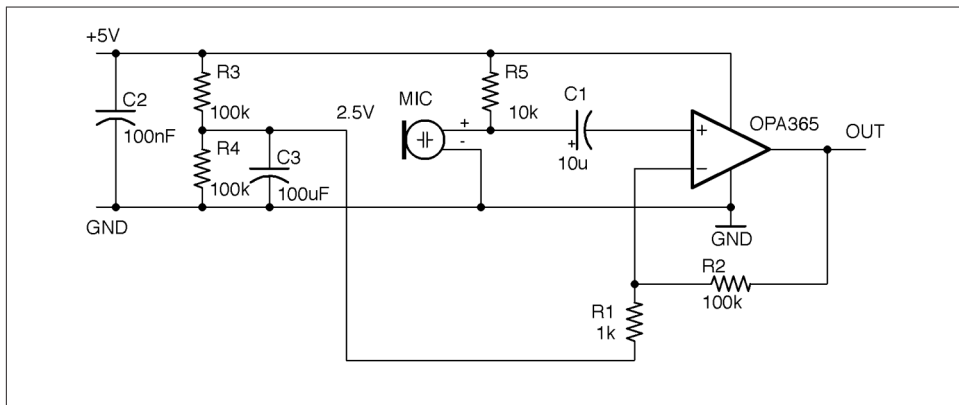 +5V
R3
100k
C2
100nF
R4
100k
C3
100uF
2.5V
MIC
+
-
R5
10k
C1
+
10u
+
−
OPA365
OUT
GND
GND
R2
100k
R1
1k